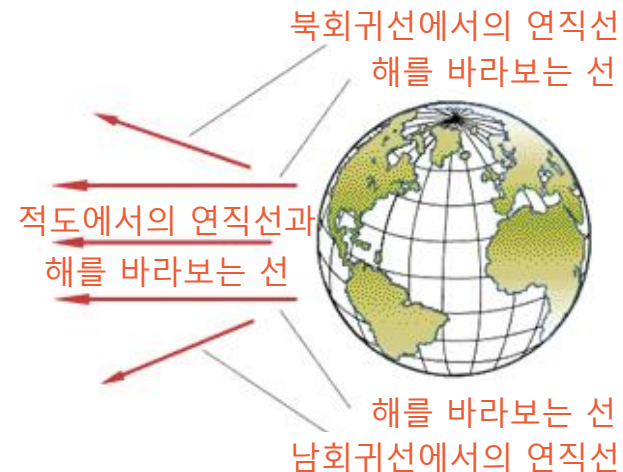 북회귀선에서의 연직선
해를 바라보는 선
적도에서의 연직선과
해를 바라보는 선
해를 바라보는 선
남회귀선에서의 연직선